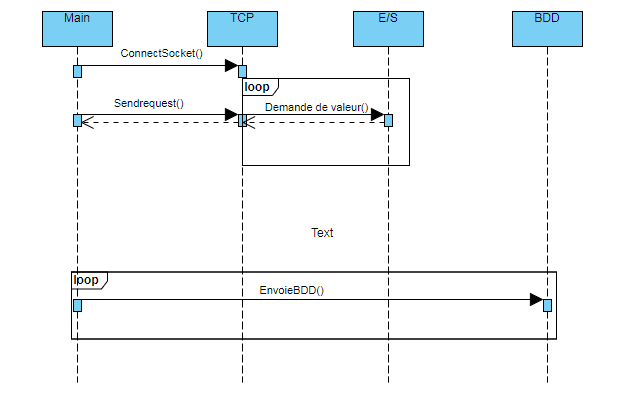 Main
TCP
E/S
BDD
ConnectSocket()
loop
Sendrequest()
Demande de valeur()
Text
loop
EnvoieBDD()